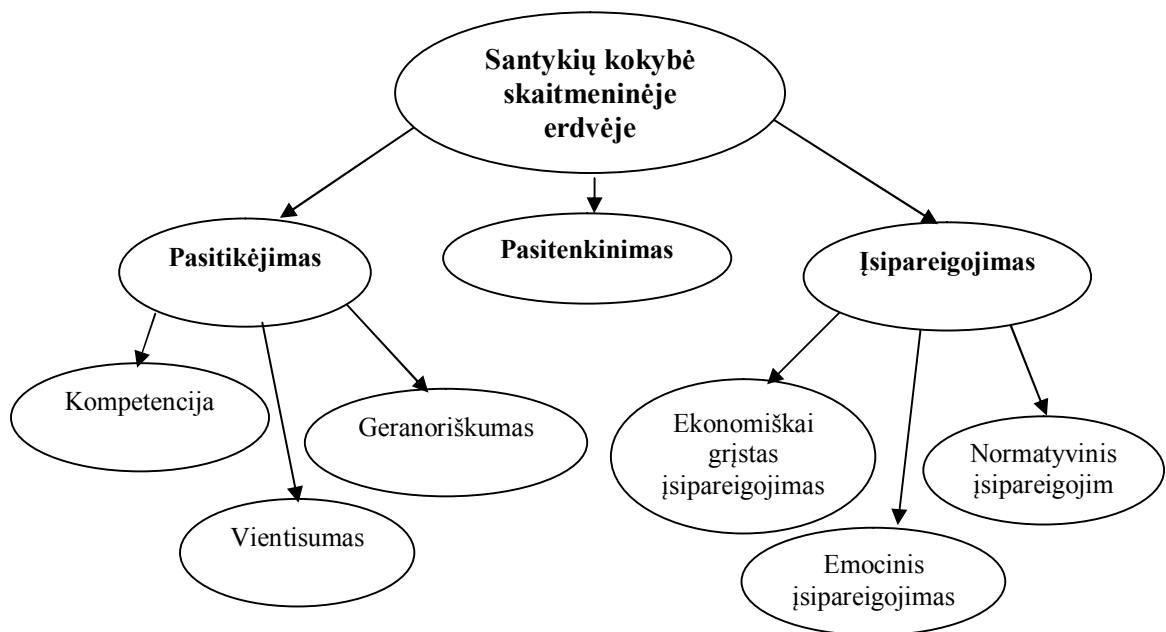 Santykių kokybė
skaitmeninėje
erdvėje
Pasitikėjimas
Pasitenkinimas
Įsipareigojimas
Kompetencija
Geranoriškumas
Vientisumas
Ekonomiškai
grįstas
įsipareigojimas
Normatyvinis
įsipareigojim
Emocinis
įsipareigojimas